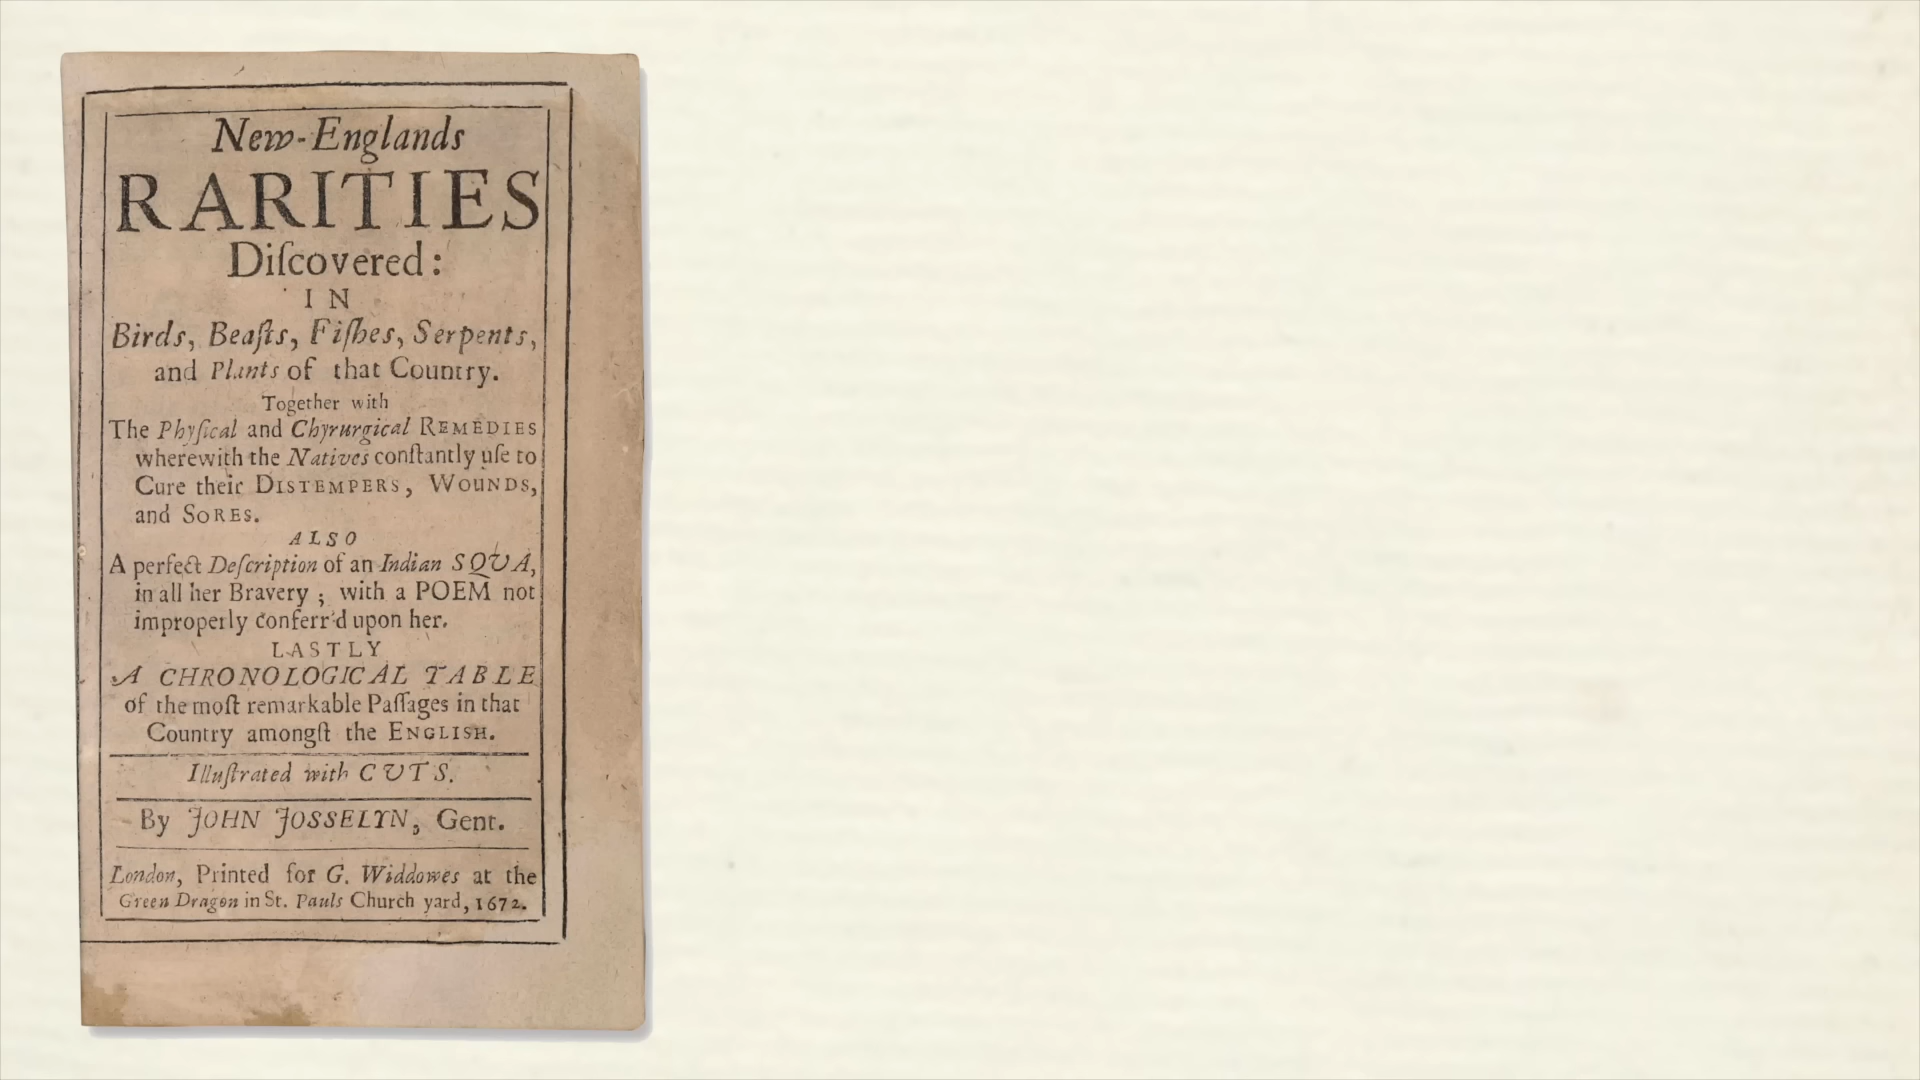 New-Englands
RARITIES
Diſcovered:
IN
Birds, Beaſts, Fiſhes, Serpents,
and Plants of that Country.
Together with
The Phyſical and Chyrurgical REMEDIES
wherewith the Natives conſtantly uſe to
Cure their DISTEMPERS, WOUNDS,
and SORES.
ALSO
A perfect Deſcription of an Indian SQUA,
in all her Bravery; with a POEM not
improperly conferr'd upon her.
LASTLY
A CHRONOLOGICAL TABLE
of the moſt remarkable Paſſages in that
Country amongſt the ENGLISH.
Illuſtrated with CUTS.
By JOHN JOSSELYN, Gent.
London, Printed for G. Widdowes at the
Green Dragon in St. Pauls Church yard, 1672.